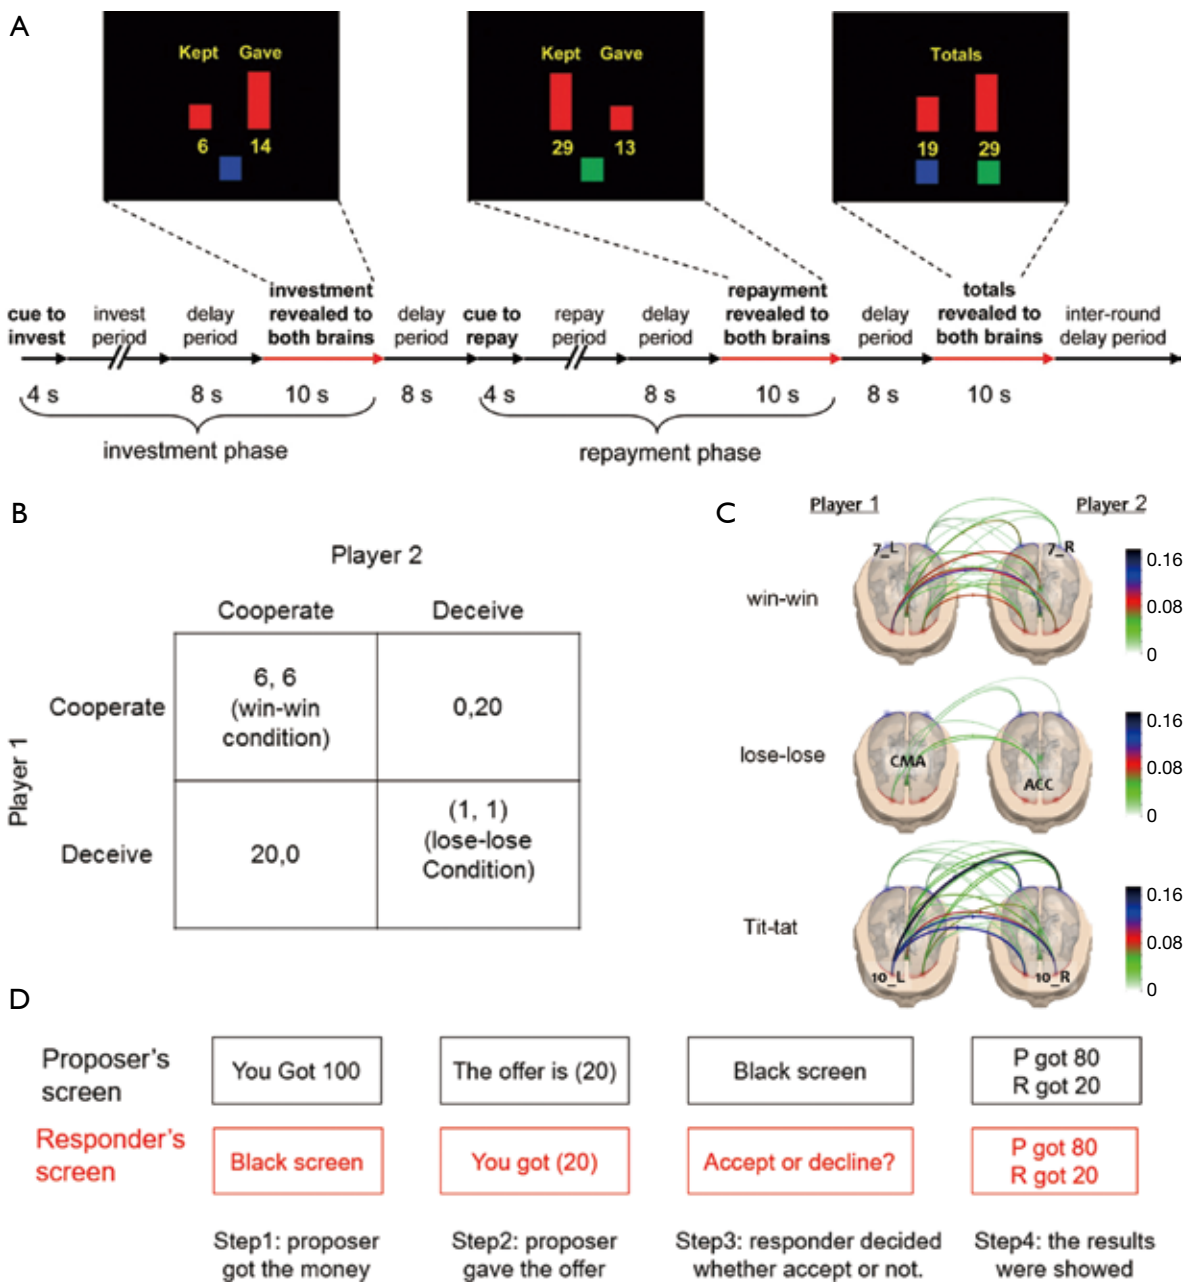 A
Kept Gave
6 14
Kept Gave
29 13
Totals
19 29
cue to
invest
invest
period
delay
period
investment
revealed to
both brains
delay
period
cue to
repay
repay
period
delay
period
repayment
revealed to
both brains
delay
period
totals
revealed to
both brains
inter-round
delay period
4 s
8 s
10 s
8 s
4 s
8 s
10 s
8 s
10 s
investment phase
repayment phase
B
Player 2
Cooperate Deceive
Player 1
Cooperate
6, 6
(win-win
condition)
0,20
Deceive
20,0
(1, 1)
(lose-lose
Condition)
C
Player 1 Player 2
win-win
7_L 7_R
0.16
0.08
0
lose-lose
CMA ACC
0.16
0.08
0
Tit-tat
10_L 10_R
0.16
0.08
0
D
Proposer's
screen
You Got 100
The offer is (20)
Black screen
P got 80
R got 20
Responder's
screen
Black screen
You got (20)
Accept or decline?
P got 80
R got 20
Step1: proposer
got the money
Step2: proposer
gave the offer
Step3: responder decided
whether accept or not.
Step4: the results
were showed